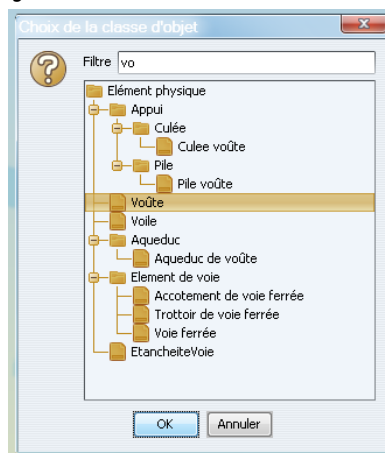 Choix de la classe d'objet
Filtre vo
Elément physique
Appui
Culée
Culee voûte
Pile
Pile voûte
Voûte
Voile
Aqueduc
Aqueduc de voûte
Element de voie
Accotement de voie ferrée
Trottoir de voie ferrée
Voie ferrée
EtancheiteVoie
OK Annuler